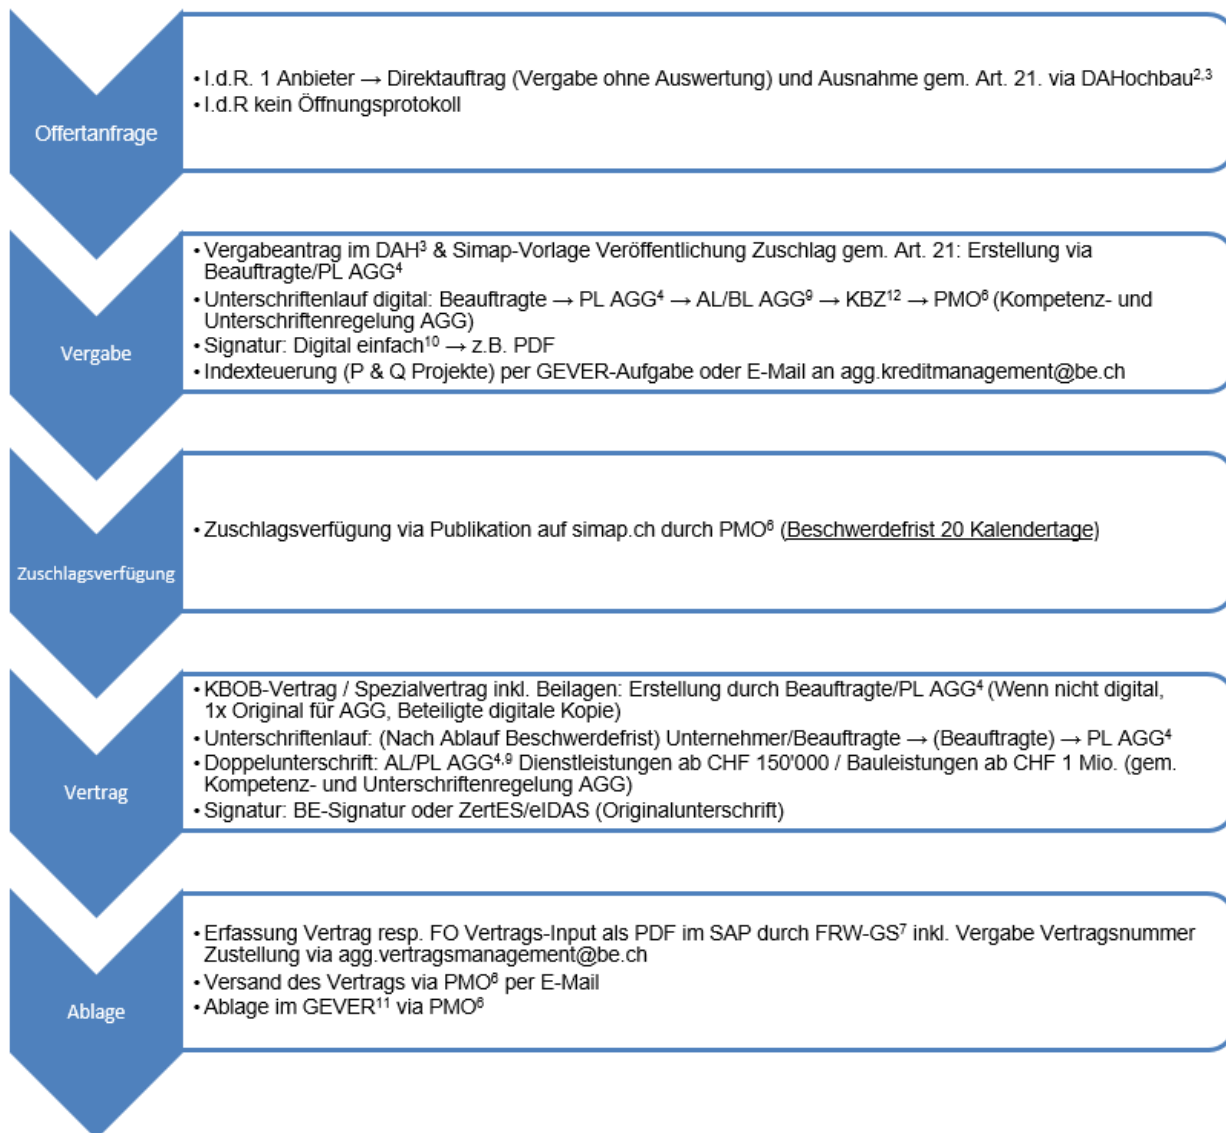 Offertanfrage
• I.d.R. 1 Anbieter → Direktauftrag (Vergabe ohne Auswertung) und Ausnahme gem. Art. 21. via DAHochbau²,³
• I.d.R kein Öffnungsprotokoll
Vergabe
• Vergabeantrag im DAH³ & Simap-Vorlage Veröffentlichung Zuschlag gem. Art. 21: Erstellung via
Beauftragte/PL AGG⁴
• Unterschriftenlauf digital: Beauftragte → PL AGG⁴ → AL/BL AGG⁹ → KBZ¹² → PMO⁶ (Kompetenz- und
Unterschriftenregelung AGG)
• Signatur: Digital einfach¹⁰ → z.B. PDF
• Indexteuerung (P & Q Projekte) per GEVER-Aufgabe oder E-Mail an agg.kreditmanagement@be.ch
Zuschlagsverfügung
• Zuschlagsverfügung via Publikation auf simap.ch durch PMO⁶ (Beschwerdefrist 20 Kalendertage)
Vertrag
• KBOB-Vertrag / Spezialvertrag inkl. Beilagen: Erstellung durch Beauftragte/PL AGG⁴ (Wenn nicht digital,
1x Original für AGG, Beteiligte digitale Kopie)
• Unterschriftenlauf: (Nach Ablauf Beschwerdefrist) Unternehmer/Beauftragte → (Beauftragte) → PL AGG⁴
• Doppelunterschrift: AL/PL AGG⁴,⁹ Dienstleistungen ab CHF 150'000 / Bauleistungen ab CHF 1 Mio. (gem.
Kompetenz- und Unterschriftenregelung AGG)
• Signatur: BE-Signatur oder ZertES/eIDAS (Originalunterschrift)
Ablage
• Erfassung Vertrag resp. FO Vertrags-Input als PDF im SAP durch FRW-GS⁷ inkl. Vergabe Vertragsnummer
Zustellung via agg.vertragsmanagement@be.ch
• Versand des Vertrags via PMO⁶ per E-Mail
• Ablage im GEVER¹¹ via PMO⁶